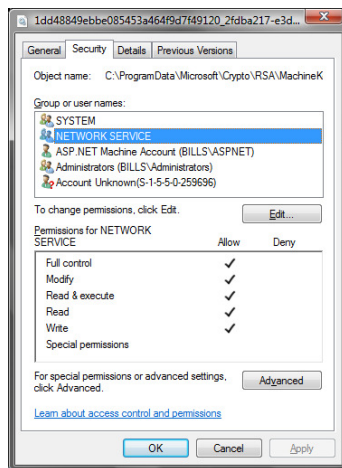 1dd48849ebbe085453a464f9d7f49120_2fdba217-e3d...
General Security Details Previous Versions
Object name: C:\ProgramData\Microsoft\Crypto\RSA\MachineK
Group or user names:
SYSTEM
NETWORK SERVICE
ASP.NET Machine Account (BILLS\ASPNET)
Administrators (BILLS\Administrators)
Account Unknown(S-1-5-5-0-259696)
To change permissions, click Edit.
Edit...
Permissions for NETWORK
SERVICE Allow Deny
Full control
Modify
Read & execute
Read
Write
Special permissions
For special permissions or advanced settings,
click Advanced.
Advanced
Learn about access control and permissions
OK Cancel Apply